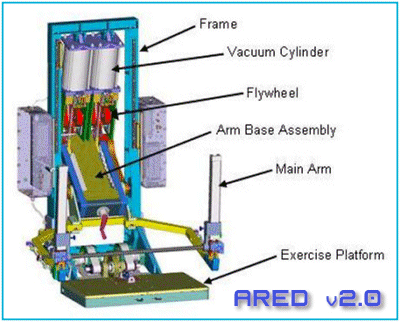 Frame
Vacuum Cylinder
Flywheel
Arm Base Assembly
Main Arm
Exercise Platform
ARED v2.0